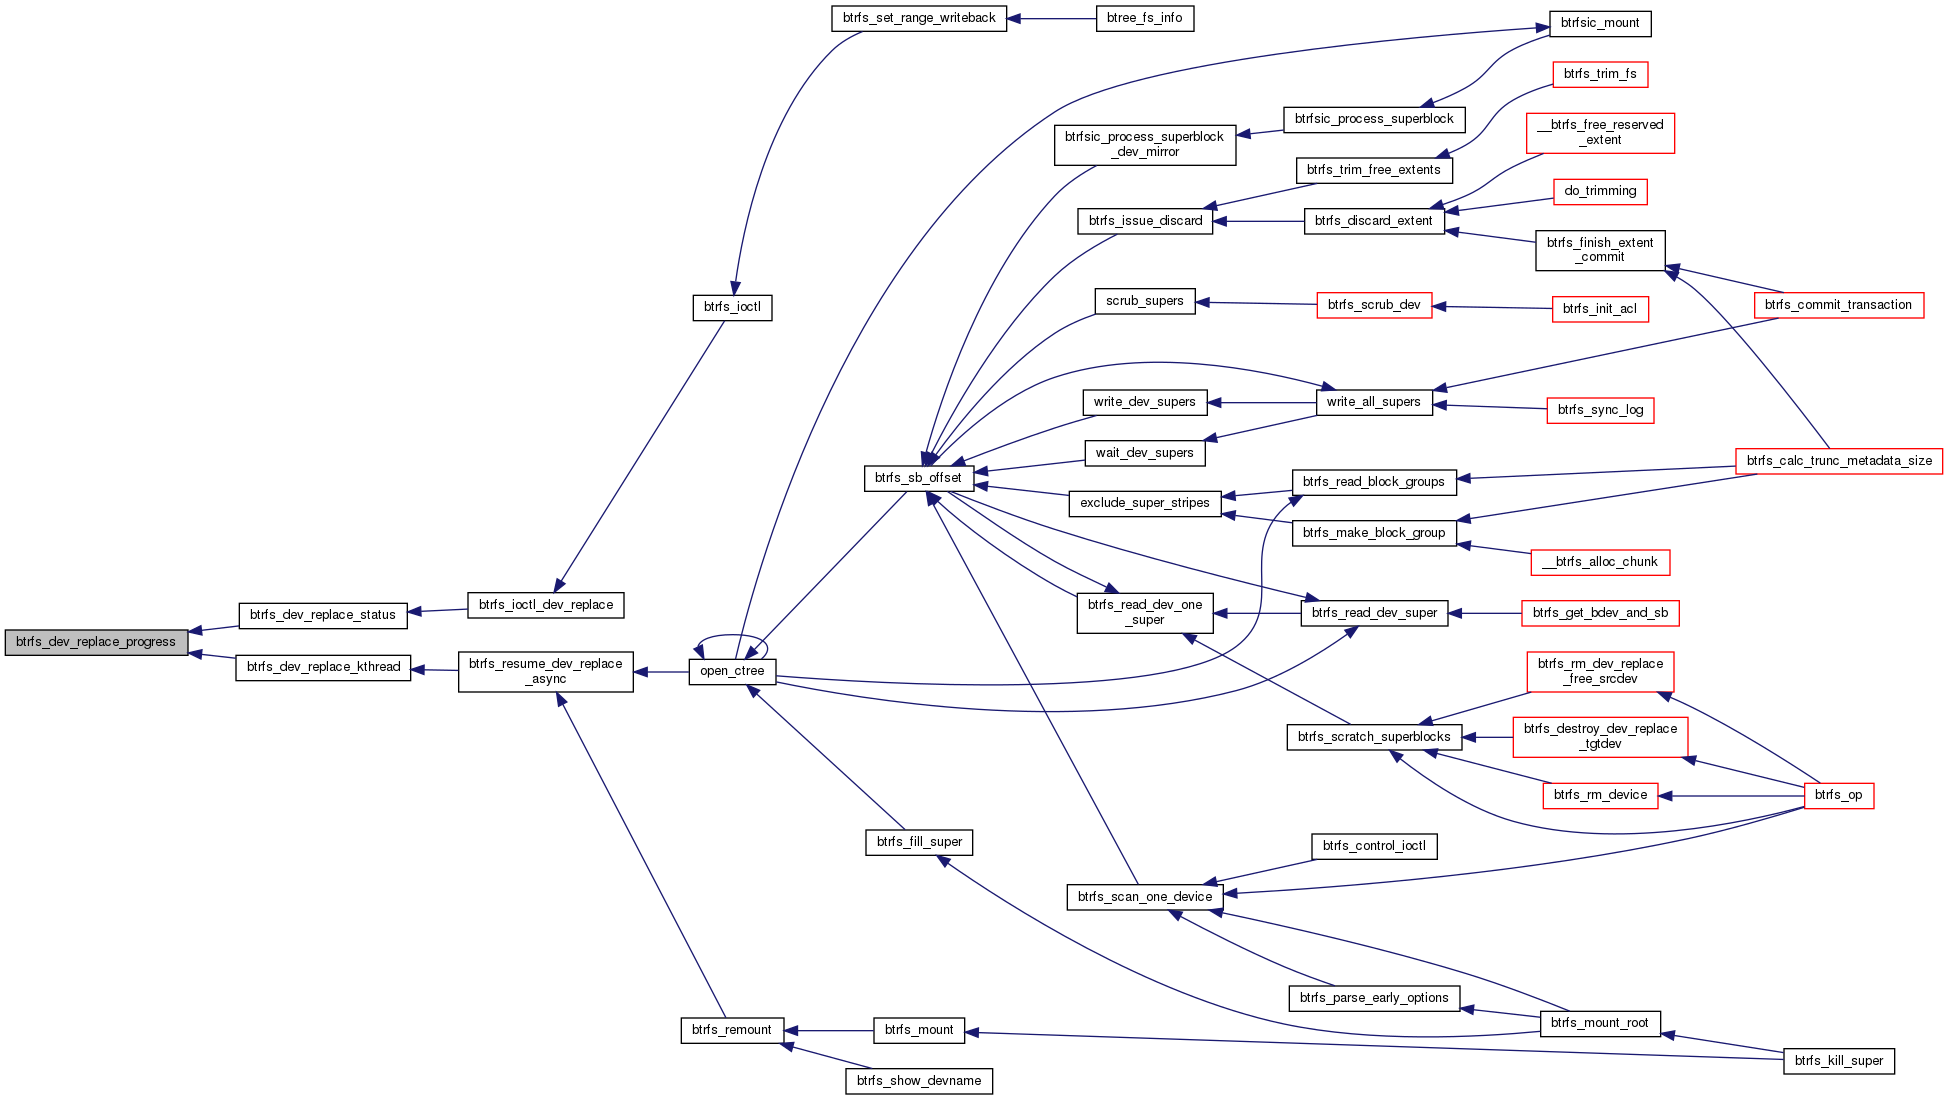 btrfs_set_range_writeback
btree_fs_info
btrfsic_mount
btrfs_trim_fs
btrfsic_process_superblock
__btrfs_free_reserved
_extent
btrfsic_process_superblock
_dev_mirror
btrfs_trim_free_extents
do_trimming
btrfs_issue_discard
btrfs_discard_extent
btrfs_finish_extent
_commit
btrfs_ioctl
scrub_supers
btrfs_scrub_dev
btrfs_init_acl
btrfs_commit_transaction
write_dev_supers
write_all_supers
btrfs_sync_log
wait_dev_supers
btrfs_calc_trunc_metadata_size
btrfs_sb_offset
btrfs_read_block_groups
exclude_super_stripes
btrfs_make_block_group
__btrfs_alloc_chunk
btrfs_ioctl_dev_replace
btrfs_dev_replace_status
btrfs_read_dev_one
_super
btrfs_read_dev_super
btrfs_get_bdev_and_sb
btrfs_dev_replace_progress
btrfs_dev_replace_kthread
btrfs_resume_dev_replace
_async
open_ctree
btrfs_rm_dev_replace
_free_srcdev
btrfs_scratch_superblocks
btrfs_destroy_dev_replace
_tgtdev
btrfs_rm_device
btrfs_op
btrfs_fill_super
btrfs_control_ioctl
btrfs_scan_one_device
btrfs_parse_early_options
btrfs_mount_root
btrfs_remount
btrfs_mount
btrfs_kill_super
btrfs_show_devname